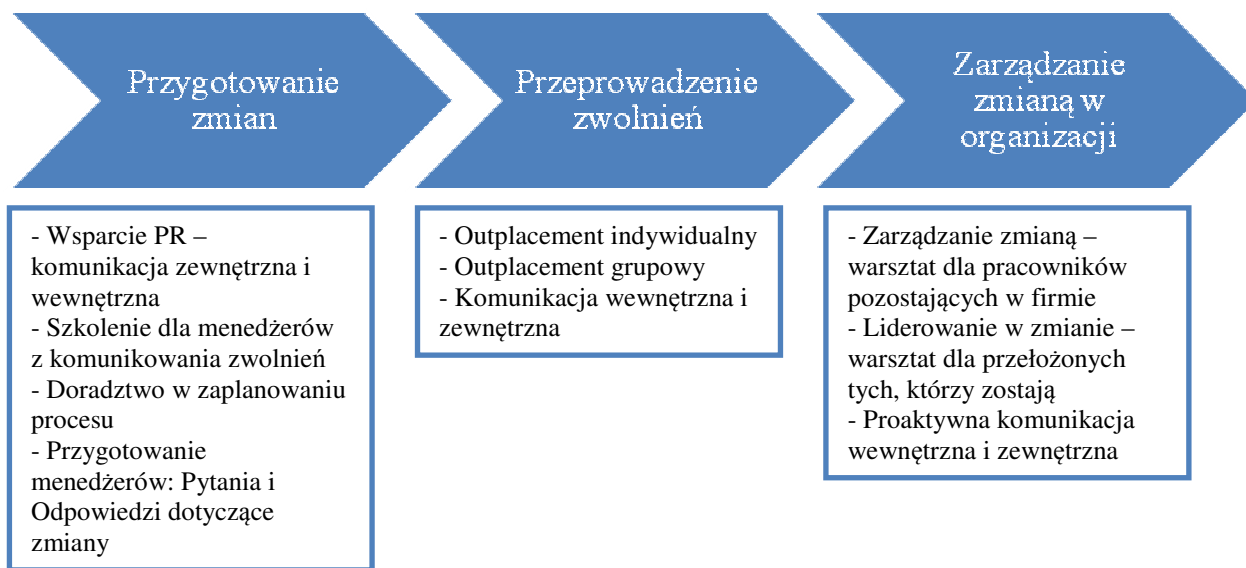 Przygotowanie
zmian
Przeprowadzenie
zwolnień
Zarządzanie
zmianą w
organizacji
- Wsparcie PR –
komunikacja zewnętrzna i
wewnętrzna
- Szkolenie dla menedżerów
z komunikowania zwolnień
- Doradztwo w zaplanowaniu
procesu
- Przygotowanie
menedżerów: Pytania i
Odpowiedzi dotyczące
zmiany
- Outplacement indywidualny
- Outplacement grupowy
- Komunikacja wewnętrzna i
zewnętrzna
- Zarządzanie zmianą –
warsztat dla pracowników
pozostających w firmie
- Liderowanie w zmianie –
warsztat dla przełożonych
tych, którzy zostają
- Proaktywna komunikacja
wewnętrzna i zewnętrzna